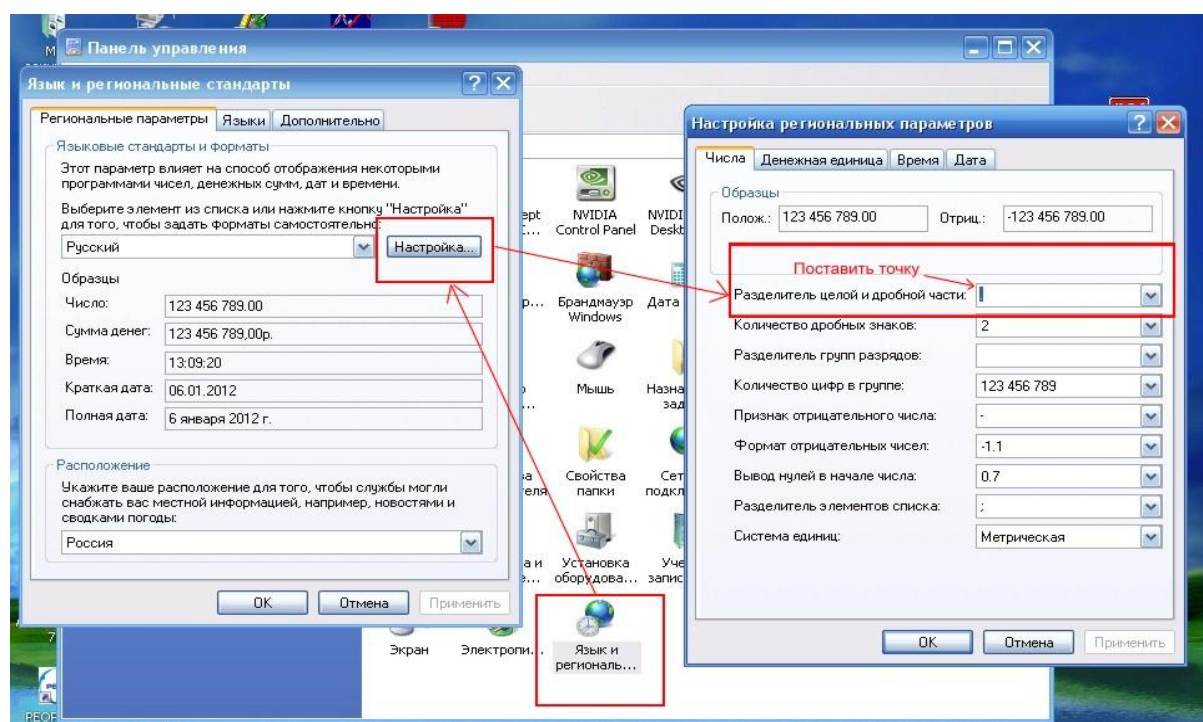 Панель управления
Язык и региональные стандарты
Региональные параметры Языки Дополнительно
Языковые стандарты и форматы
Этот параметр влияет на способ отображения некоторыми
программами чисел, денежных сумм, дат и времени.
Выберите элемент из списка или нажмите кнопку "Настройка"
для того, чтобы задать форматы самостоятельно:
Русский Настройка...
Образцы
Число: 123 456 789.00
Сумма денег: 123 456 789,00р.
Время: 13:09:20
Краткая дата: 06.01.2012
Полная дата: 6 января 2012 г.
Расположение
Укажите ваше расположение для того, чтобы службы могли
снабжать вас местной информацией, например, новостями и
сводками погоды:
Россия
OK Отмена Применить
NVIDIA
Control Panel
Брандмауэр
Windows
Дата
Мышь
Свойства
папки
Установка
оборудова...
Экран
Электропи...
Язык и
региональ...
Настройка региональных параметров
Числа Денежная единица Время Дата
Образцы
Полож.: 123 456 789.00 Отриц.: -123 456 789.00
Поставить точку
Разделитель целой и дробной части:
Количество дробных знаков: 2
Разделитель групп разрядов:
Количество цифр в группе: 123 456 789
Признак отрицательного числа: -
Формат отрицательных чисел: -1.1
Вывод нулей в начале числа: 0.7
Разделитель элементов списка: ;
Система единиц: Метрическая
OK Отмена Применить